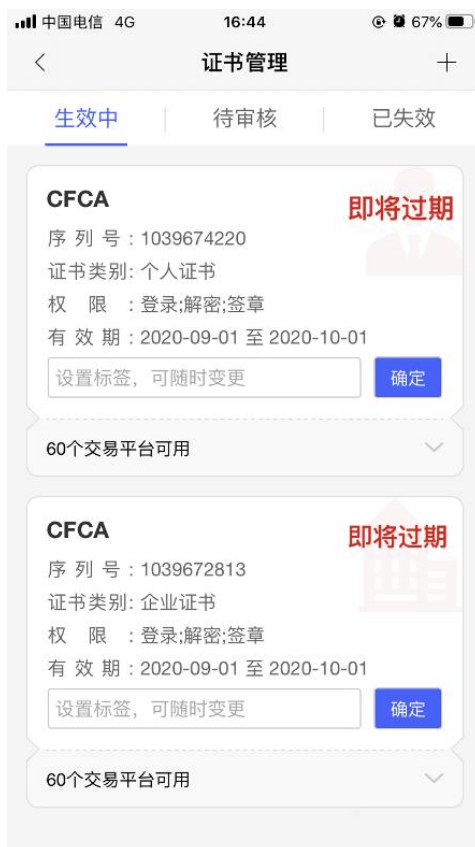 中国电信 4G 16:44 67%
证书管理
生效中 待审核 已失效
CFCA
即将过期
序 列 号 : 1039674220
证书类别: 个人证书
权 限 : 登录;解密;签章
有 效 期 : 2020-09-01 至 2020-10-01
设置标签，可随时变更 确定
60个交易平台可用
CFCA
即将过期
序 列 号 : 1039672813
证书类别: 企业证书
权 限 : 登录;解密;签章
有 效 期 : 2020-09-01 至 2020-10-01
设置标签，可随时变更 确定
60个交易平台可用